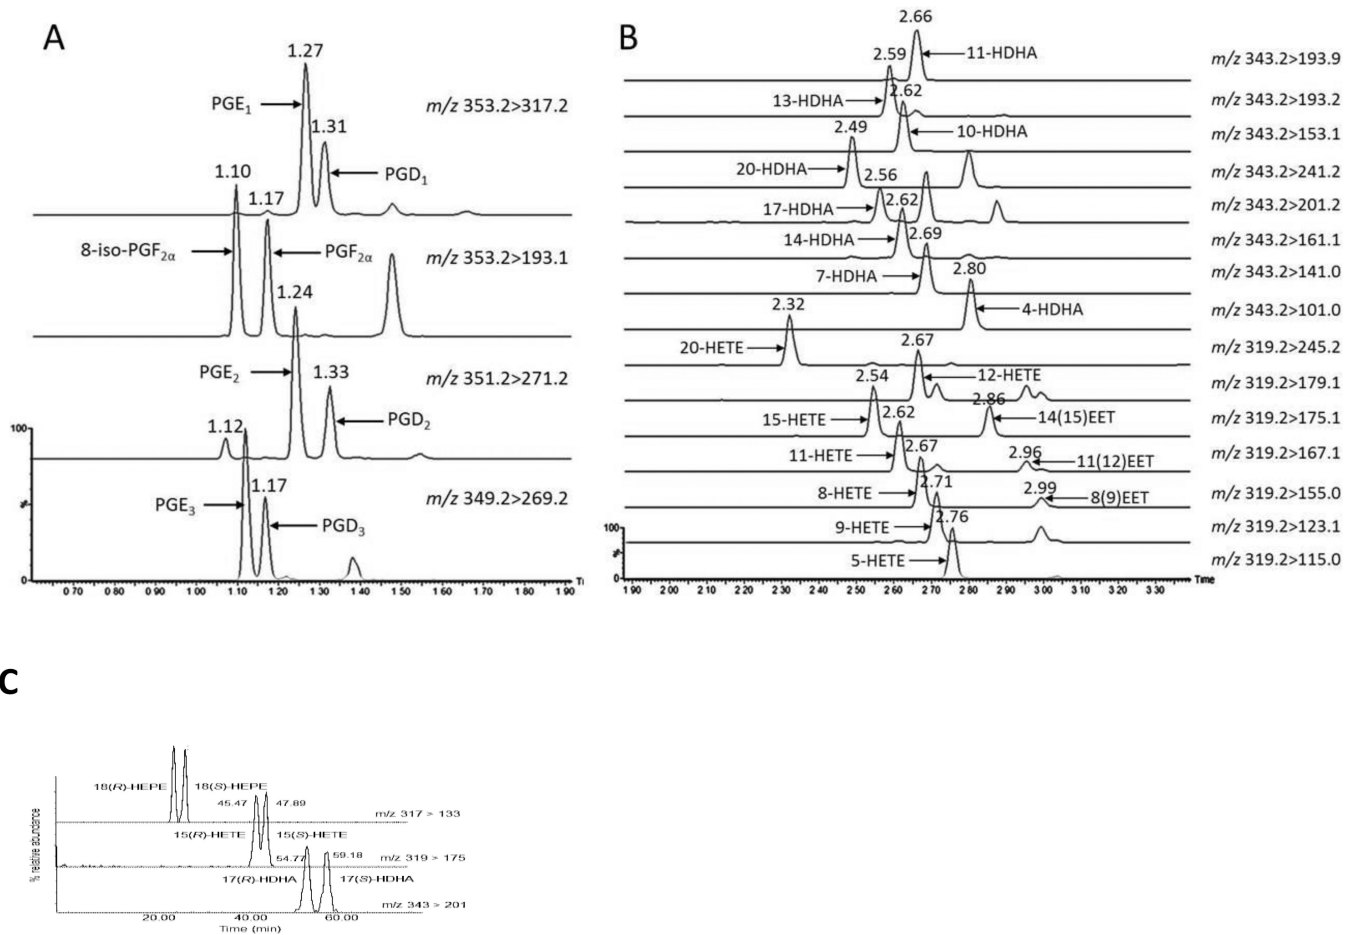 A
1.27
PGE1
m/z 353.2>317.2
1.31
PGD1
1.10
1.17
8-iso-PGF2α
PGF2α
m/z 353.2>193.1
1.24
PGE2
1.33
m/z 351.2>271.2
PGD2
100
1.12
PGE3
1.17
m/z 349.2>269.2
%
PGD3
0
0.70 0.80 0.90 1.00 1.10 1.20 1.30 1.40 1.50 1.60 1.70 1.80 1.90
B
2.66
11-HDHA
m/z 343.2>193.9
2.59
13-HDHA
m/z 343.2>193.2
2.62
10-HDHA
m/z 343.2>153.1
2.49
20-HDHA
m/z 343.2>241.2
2.56
17-HDHA
m/z 343.2>201.2
2.62
14-HDHA
m/z 343.2>161.1
2.69
7-HDHA
m/z 343.2>141.0
2.80
4-HDHA
m/z 343.2>101.0
2.32
20-HETE
m/z 319.2>245.2
2.67
12-HETE
m/z 319.2>179.1
2.54
2.86
15-HETE
14(15)EET
m/z 319.2>175.1
2.62
11-HETE
2.96
11(12)EET
m/z 319.2>167.1
2.67
8-HETE
2.99
8(9)EET
m/z 319.2>155.0
2.71
9-HETE
m/z 319.2>123.1
100
%
2.76
5-HETE
m/z 319.2>115.0
0
1.90 2.00 2.10 2.20 2.30 2.40 2.50 2.60 2.70 2.80 2.90 3.00 3.10 3.20 3.30
Time
C
18(R)-HEPE
18(S)-HEPE
45.47
47.89
m/z 317 > 133
15(R)-HETE
15(S)-HETE
54.77
59.18
m/z 319 > 175
17(R)-HDHA
17(S)-HDHA
m/z 343 > 201
% relative abundance
20.00 40.00 60.00
Time (min)